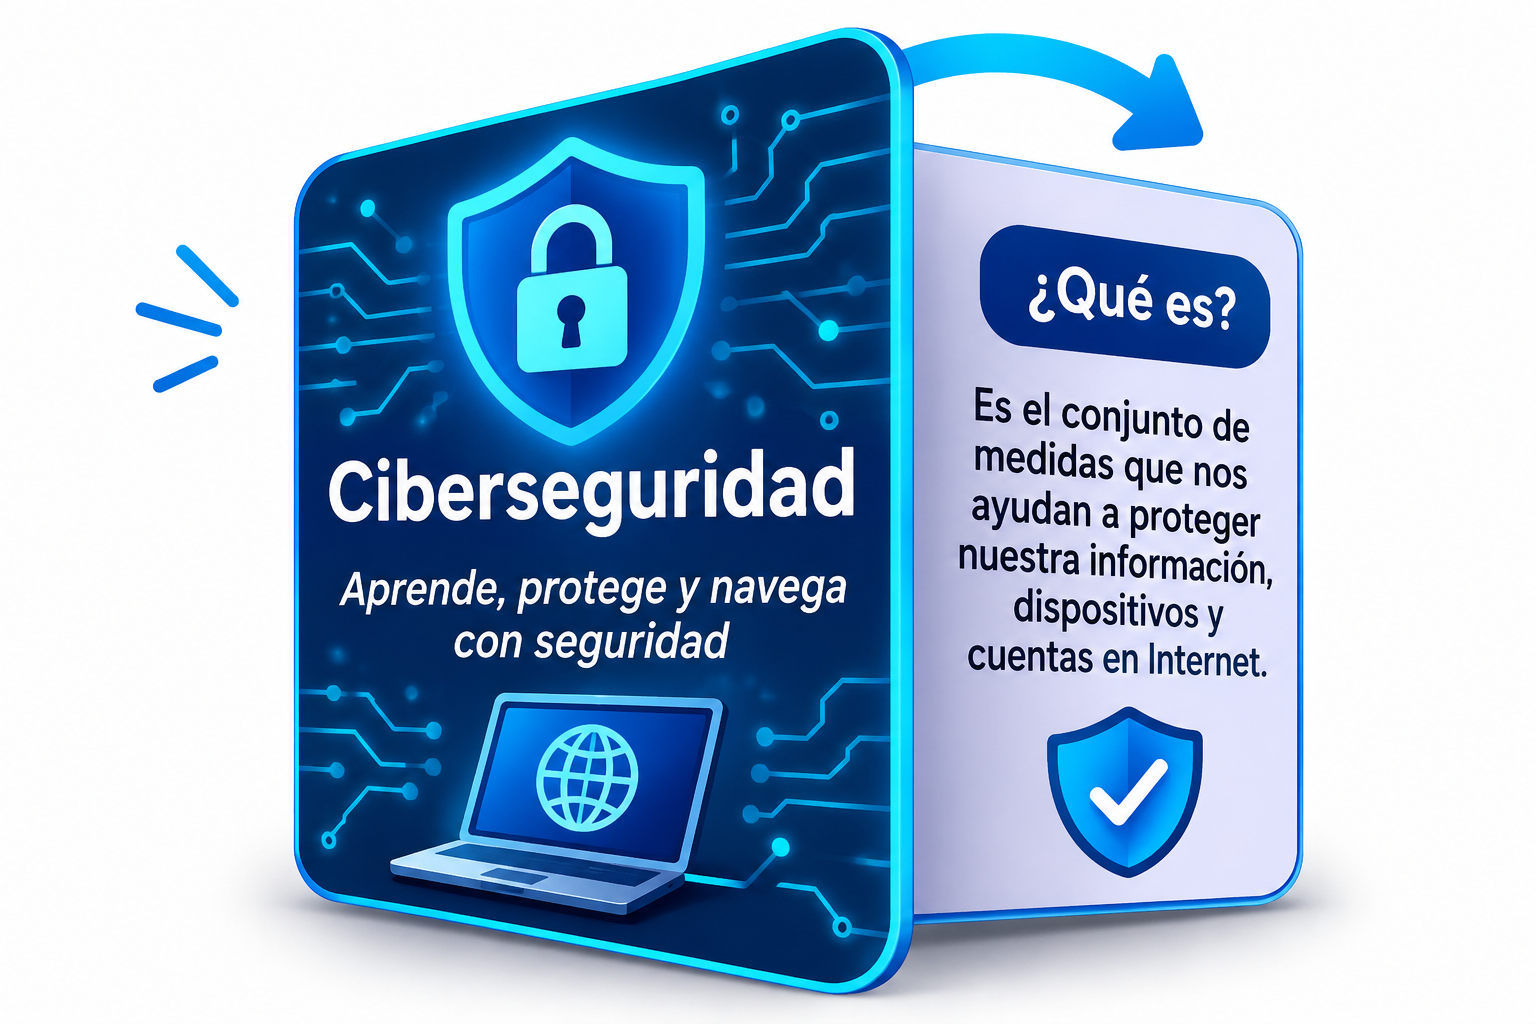 Ciberseguridad
Aprende, protege y navega
con seguridad
¿Qué es?
Es el conjunto de
medidas que nos
ayudan a proteger
nuestra información,
dispositivos y
cuentas en Internet.